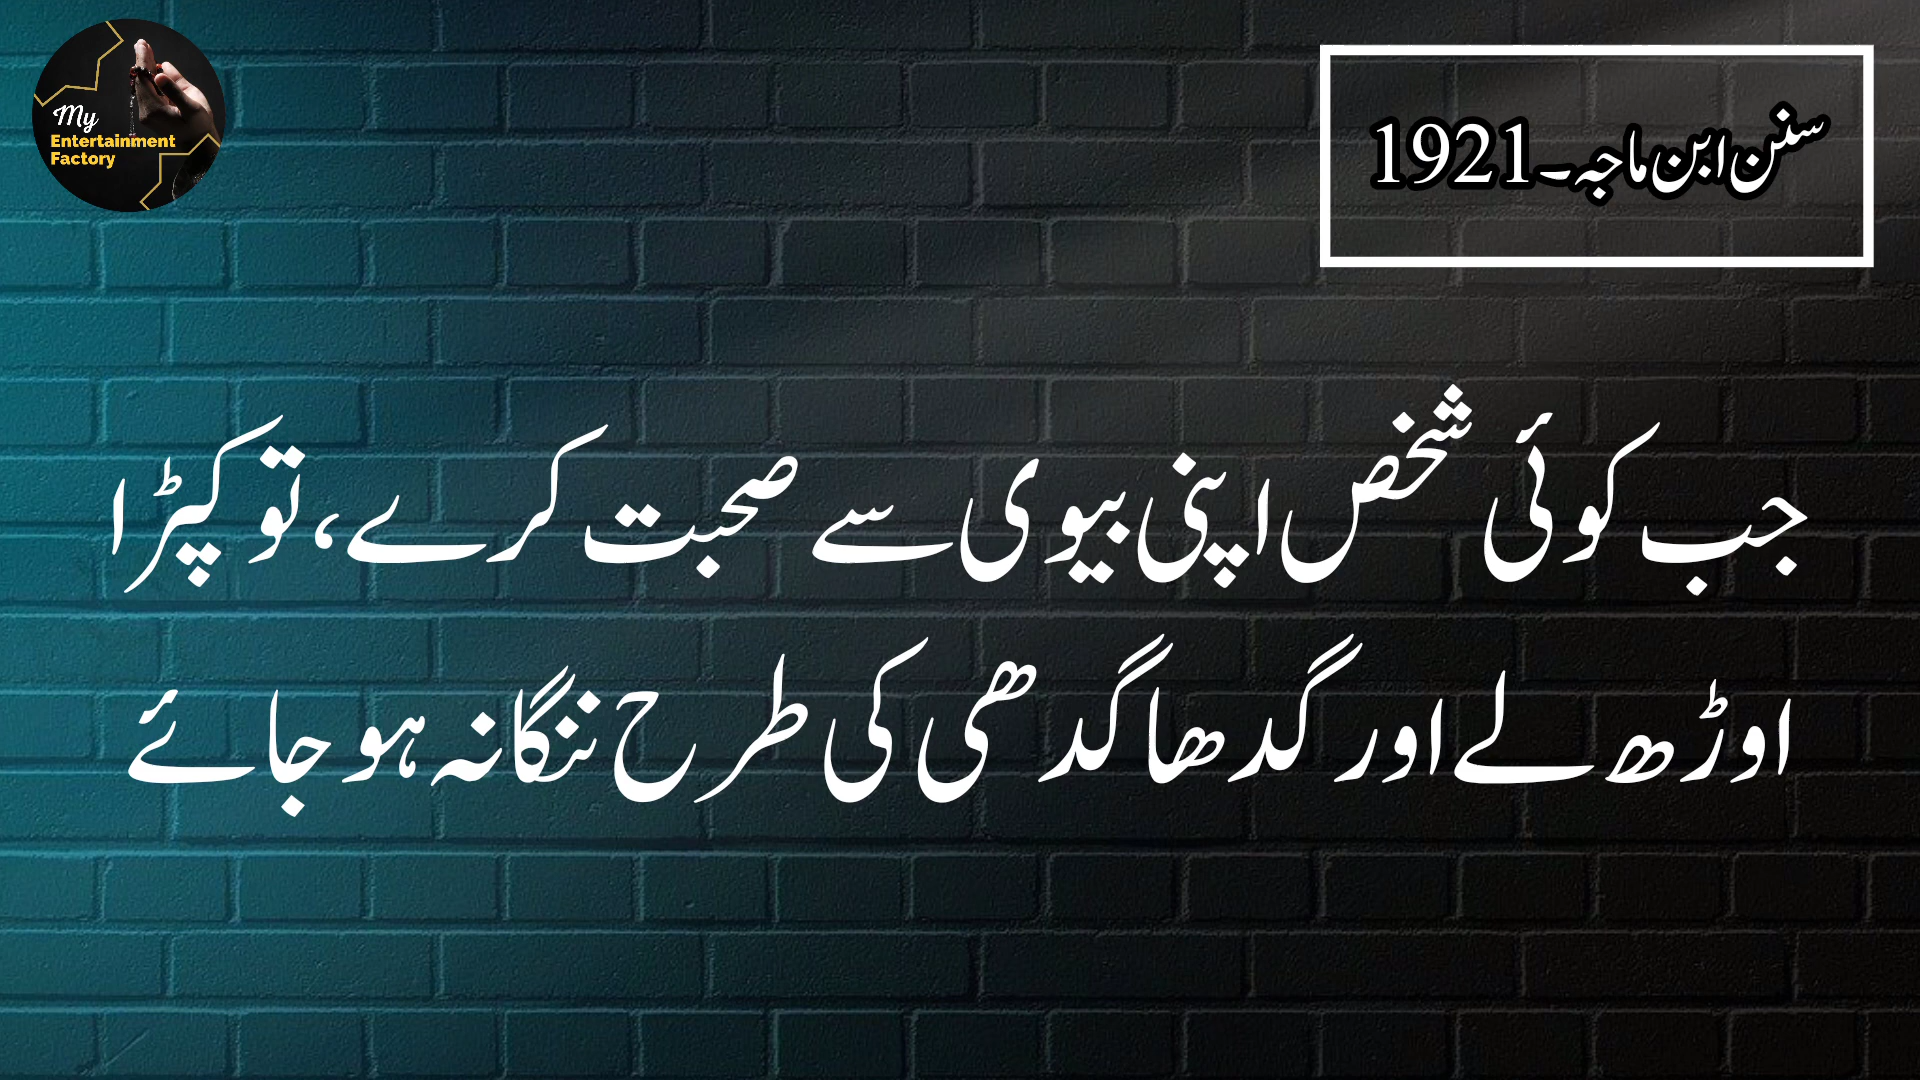 My
Entertainment
Factory
سنن ابن ماجہ۔1921
جب کوئی شخص اپنی بیوی سے صحبت کرے، تو کپڑا
اوڑھ لے اور گدھا گدھی کی طرح ننگا نہ ہو جائے